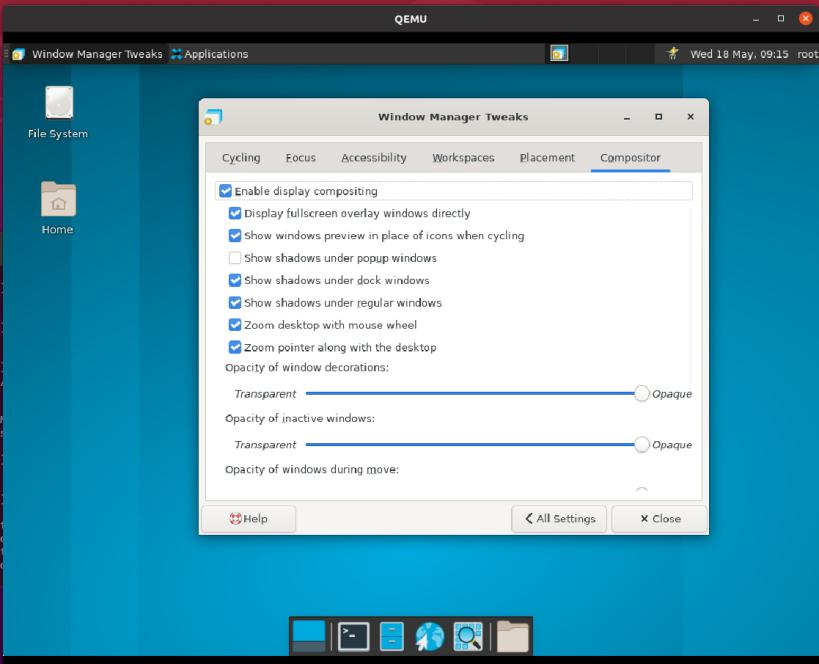 QEMU
Window Manager Tweaks Applications Wed 18 May, 09:15 root
File System
Home
Window Manager Tweaks
Cycling Focus Accessibility Workspaces Placement Compositor
Enable display compositing
Display fullscreen overlay windows directly
Show windows preview in place of icons when cycling
Show shadows under popup windows
Show shadows under dock windows
Show shadows under regular windows
Zoom desktop with mouse wheel
Zoom pointer along with the desktop
Opacity of window decorations:
Transparent Opaque
Opacity of inactive windows:
Transparent Opaque
Opacity of windows during move:
Help All Settings Close